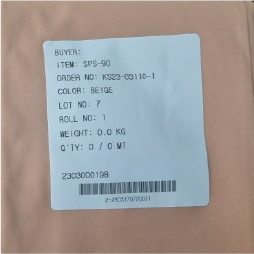 BUYER:
ITEM: SPS-90
ORDER NO: KS23-03110-1
COLOR: BEIGE
LOT NO: 7
ROLL NO: 1
WEIGHT: 0.0 KG
Q'TY: 0 / 0 MT
2303000198